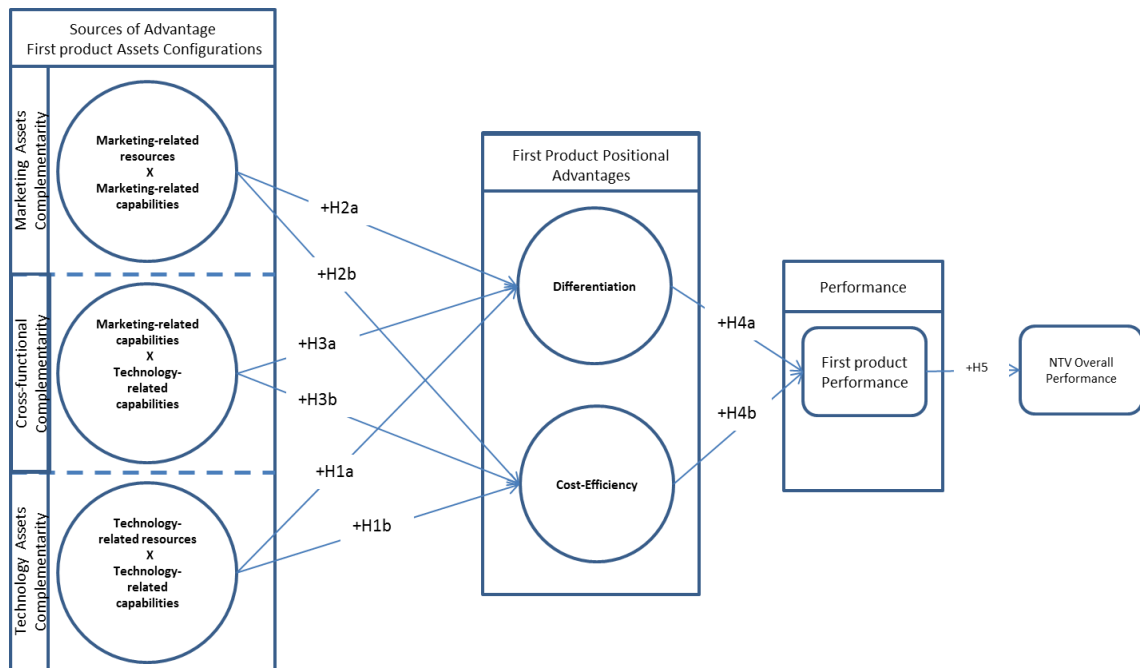 Sources of Advantage
First product Assets Configurations
Marketing Assets
Complementarity
Marketing-related
resources
X
Marketing-related
capabilities
Cross-functional
Complementarity
Marketing-related
capabilities
X
Technology-
related
capabilities
Technology Assets
Complementarity
Technology-
related resources
X
Technology-
related
capabilities
+H2a
+H2b
+H3a
+H3b
+H1a
+H1b
First Product Positional
Advantages
Differentiation
Cost-Efficiency
+H4a
+H4b
Performance
First product
Performance
+H5
NTV Overall
Performance